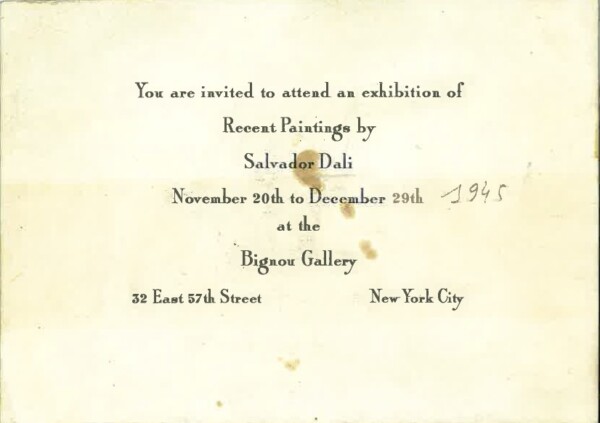 You are invited to attend an exhibition of
Recent Paintings by
Salvador Dali
November 20th to December 29th 1945
at the
Bignou Gallery
32 East 57th Street New York City